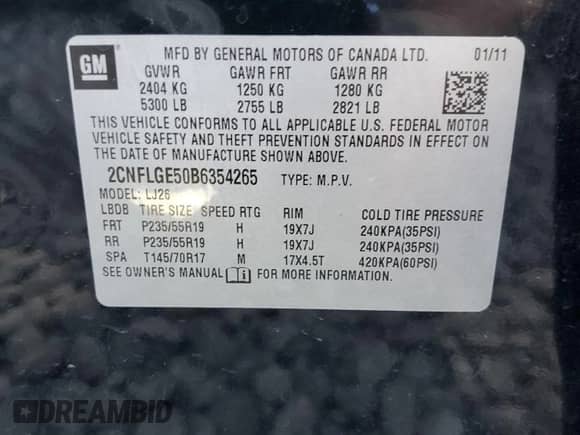 GM
MFD BY GENERAL MOTORS OF CANADA LTD. 01/11
GVWR GAWR FRT GAWR RR
2404 KG 1250 KG 1280 KG
5300 LB 2755 LB 2821 LB
THIS VEHICLE CONFORMS TO ALL APPLICABLE U.S. FEDERAL MOTOR
VEHICLE SAFETY AND THEFT PREVENTION STANDARDS IN EFFECT ON
THE DATE OF MANUFACTURE SHOWN ABOVE.
2CNFLGE50B6354265 TYPE: M.P.V.
MODEL: LJ26
LBDB TIRE SIZE SPEED RTG RIM COLD TIRE PRESSURE
FRT P235/55R19 H 19X7J 240KPA(35PSI)
RR P235/55R19 H 19X7J 240KPA(35PSI)
SPA T145/70R17 M 17X4.5T 420KPA(60PSI)
SEE OWNER'S MANUAL FOR MORE INFORMATION
DREAMBID